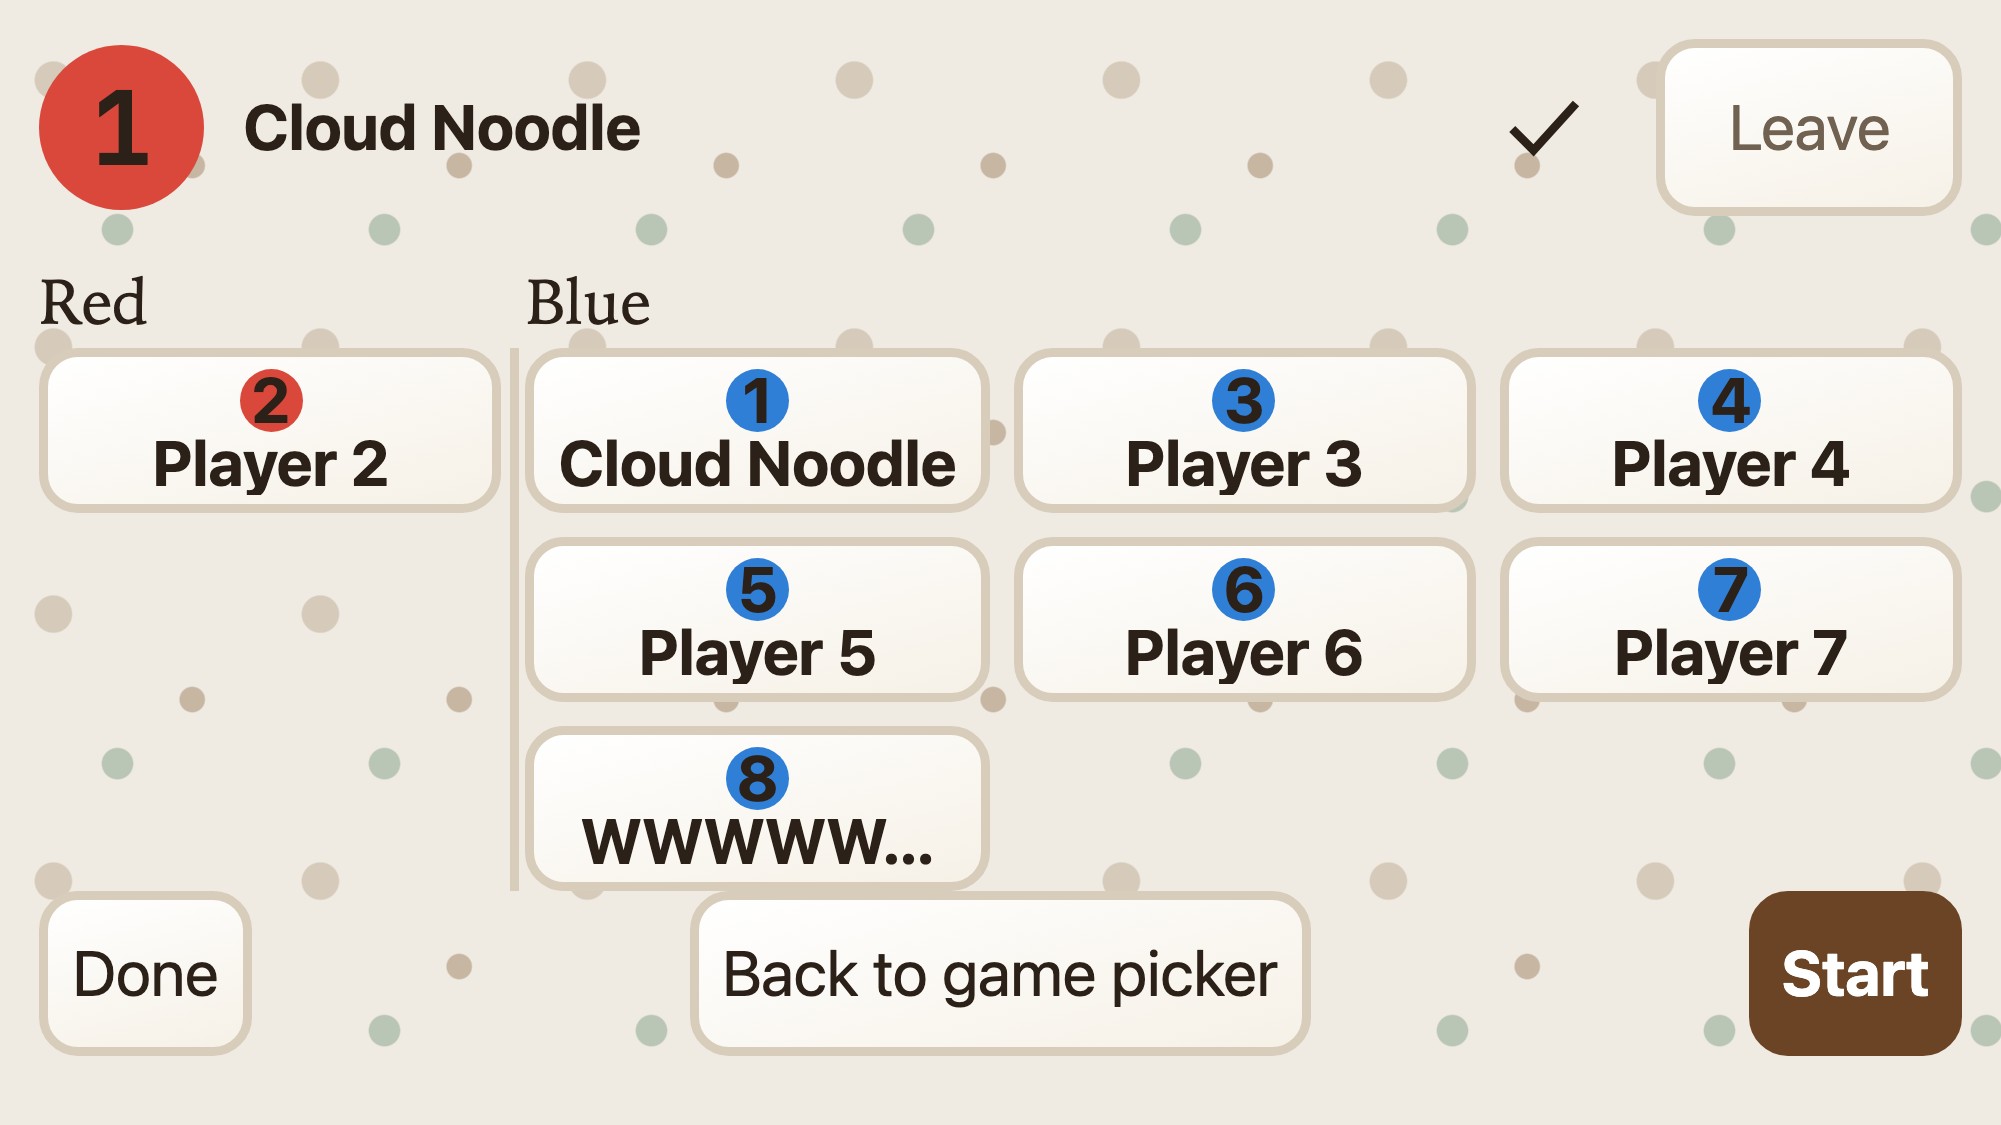 1 Cloud Noodle ✓ Leave
Red
Blue
2
Player 2
1
Cloud Noodle
3
Player 3
4
Player 4
5
Player 5
6
Player 6
7
Player 7
8
WWWWW...
Done
Back to game picker
Start